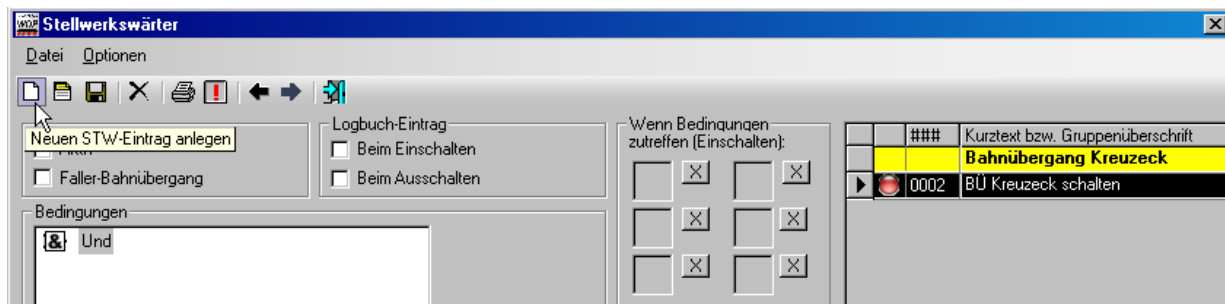 WDP Stellwerkswärter X
Datei Optionen
Neuen STW-Eintrag anlegen
Faller-Bahnübergang
Logbuch-Eintrag
Beim Einschalten
Beim Ausschalten
Bedingungen
& Und
Wenn Bedingungen
zutreffen (Einschalten):
X X
X X
X X
### Kurztext bzw. Gruppenüberschrift
Bahnübergang Kreuzeck
0002 BÜ Kreuzeck schalten